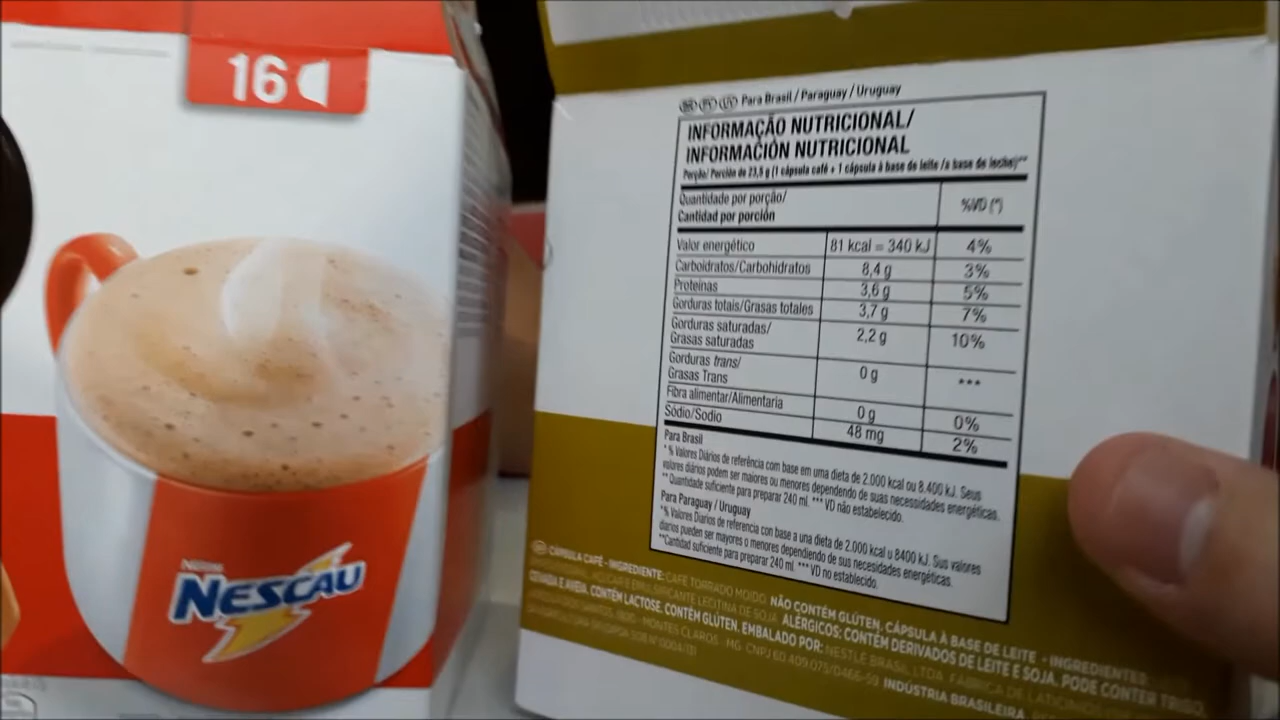 16
NESTLÉ
NESCAU
BR PY UY Para Brasil / Paraguay / Uruguay
INFORMAÇÃO NUTRICIONAL/
INFORMACIÓN NUTRICIONAL
Porção/ Porción de 23,5 g (1 cápsula café + 1 cápsula à base de leite /a base de leche)**
Quantidade por porção/
Cantidad por porción
%VD (*)
Valor energético 81 kcal = 340 kJ 4%
Carboidratos/Carbohidratos 8,4 g 3%
Proteínas 3,6 g 5%
Gorduras totais/Grasas totales 3,7 g 7%
Gorduras saturadas/
Grasas saturadas 2,2 g 10%
Gorduras trans/
Grasas Trans 0 g ***
Fibra alimentar/Alimentaria 0 g 0%
Sódio/Sodio 48 mg 2%
Para Brasil
* % Valores Diários de referência com base em uma dieta de 2.000 kcal ou 8.400 kJ. Seus
valores diários podem ser maiores ou menores dependendo de suas necessidades energéticas.
** Quantidade suficiente para preparar 240 ml. *** VD não estabelecido.
Para Paraguay / Uruguay
*% Valores Diarios de referencia con base a una dieta de 2.000 kcal u 8400 kJ. Sus valores
diarios pueden ser mayores o menores dependiendo de sus necesidades energéticas.
**Cantidad suficiente para preparar 240 ml. *** VD no establecido.
CÁPSULA CAFÉ - INGREDIENTE: CAFÉ TORRADO MOÍDO. NÃO CONTÉM GLÚTEN. CÁPSULA À BASE DE LEITE - INGREDIENTES:
AÇÚCAR E EMULSIFICANTE LECITINA DE SOJA. ALÉRGICOS: CONTÉM DERIVADOS DE LEITE E SOJA. PODE CONTER TRIGO,
CEVADA E AVEIA. CONTÉM LACTOSE. CONTÉM GLÚTEN. EMBALADO POR: NESTLÉ BRASIL LTDA. FÁBRICA DE LATICÍNIOS
MONTES CLAROS - MG CNPJ 60.409.075/0466-59 INDÚSTRIA BRASILEIRA.